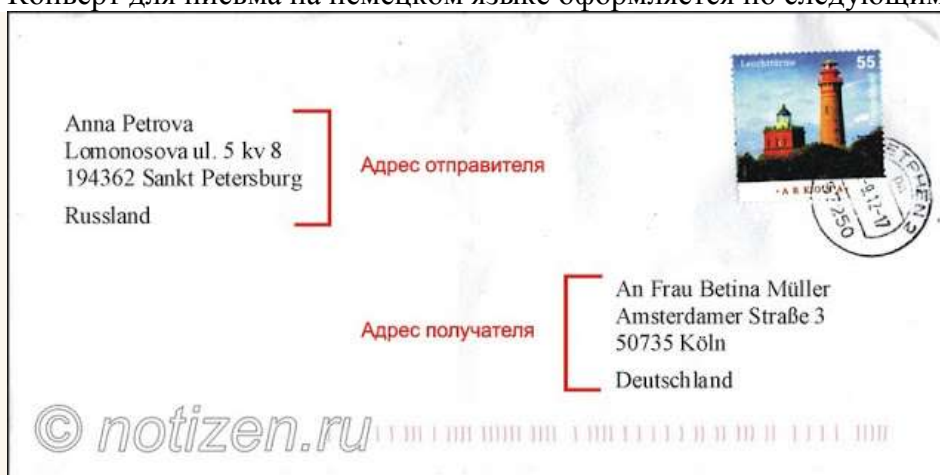 Конверт для письма на немецком языке оформляется по следующим
Leuchttürme 55
Anna Petrova
Lomonosova ul. 5 kv 8
194362 Sankt Petersburg
Russland
Адрес отправителя
97250
An Frau Betina Müller
Amsterdamer Straße 3
50735 Köln
Deutschland
Адрес получателя
© notizen.ru